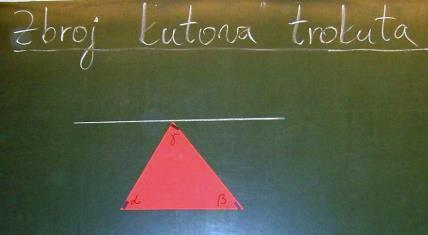 Zbroj kutova trokuta
γ
α
β